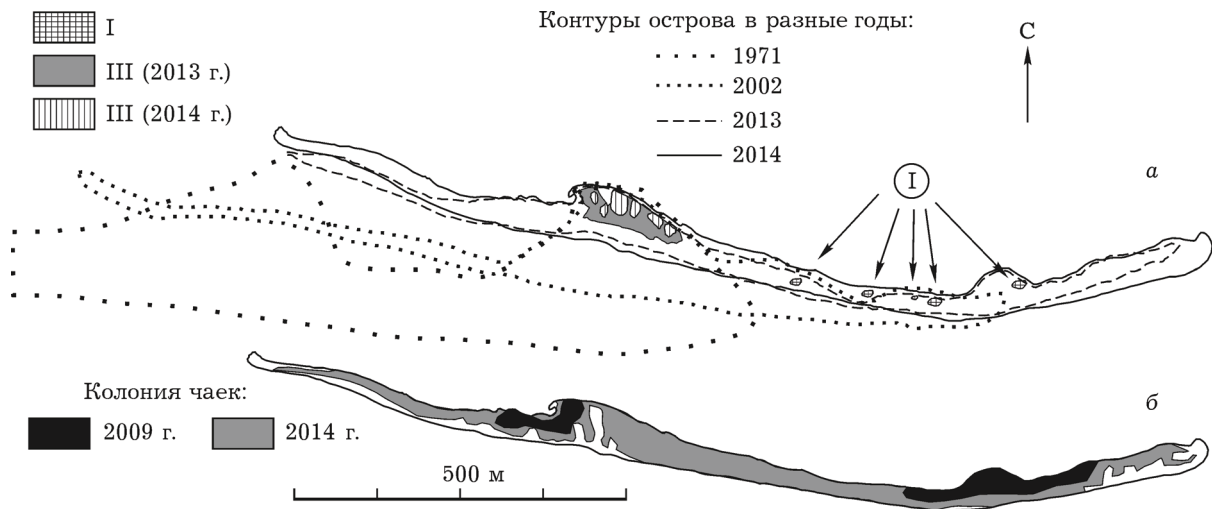 I
III (2013 г.)
III (2014 г.)
Контуры острова в разные годы:
1971
2002
2013
2014
С
I
а
Колония чаек:
2009 г.
2014 г.
500 м
б